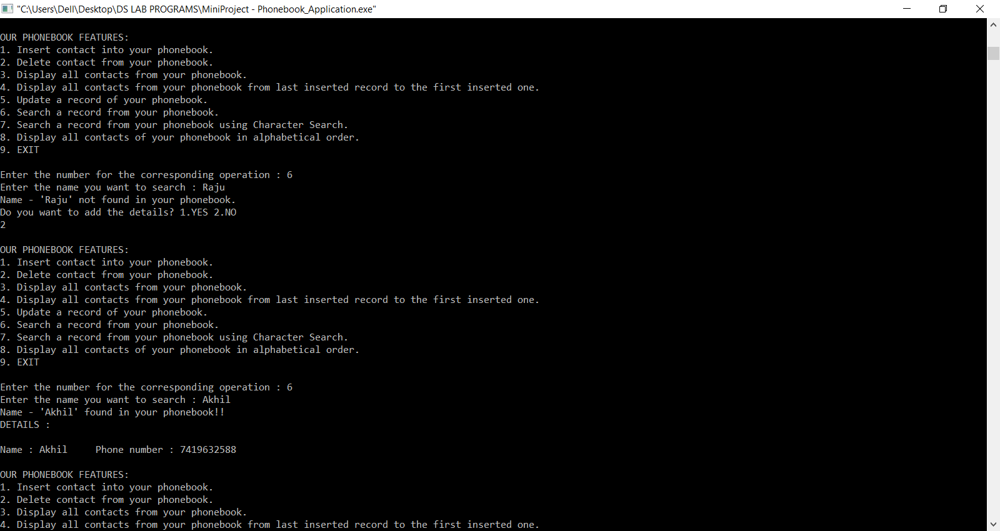 "C:\Users\Dell\Desktop\DS LAB PROGRAMS\MiniProject - Phonebook_Application.exe"
OUR PHONEBOOK FEATURES:
1. Insert contact into your phonebook.
2. Delete contact from your phonebook.
3. Display all contacts from your phonebook.
4. Display all contacts from your phonebook from last inserted record to the first inserted one.
5. Update a record of your phonebook.
6. Search a record from your phonebook.
7. Search a record from your phonebook using Character Search.
8. Display all contacts of your phonebook in alphabetical order.
9. EXIT
Enter the number for the corresponding operation : 6
Enter the name you want to search : Raju
Name - 'Raju' not found in your phonebook.
Do you want to add the details? 1.YES 2.NO
2
OUR PHONEBOOK FEATURES:
1. Insert contact into your phonebook.
2. Delete contact from your phonebook.
3. Display all contacts from your phonebook.
4. Display all contacts from your phonebook from last inserted record to the first inserted one.
5. Update a record of your phonebook.
6. Search a record from your phonebook.
7. Search a record from your phonebook using Character Search.
8. Display all contacts of your phonebook in alphabetical order.
9. EXIT
Enter the number for the corresponding operation : 6
Enter the name you want to search : Akhil
Name - 'Akhil' found in your phonebook!!
DETAILS :
Name : Akhil     Phone number : 7419632588
OUR PHONEBOOK FEATURES:
1. Insert contact into your phonebook.
2. Delete contact from your phonebook.
3. Display all contacts from your phonebook.
4. Display all contacts from your phonebook from last inserted record to the first inserted one.